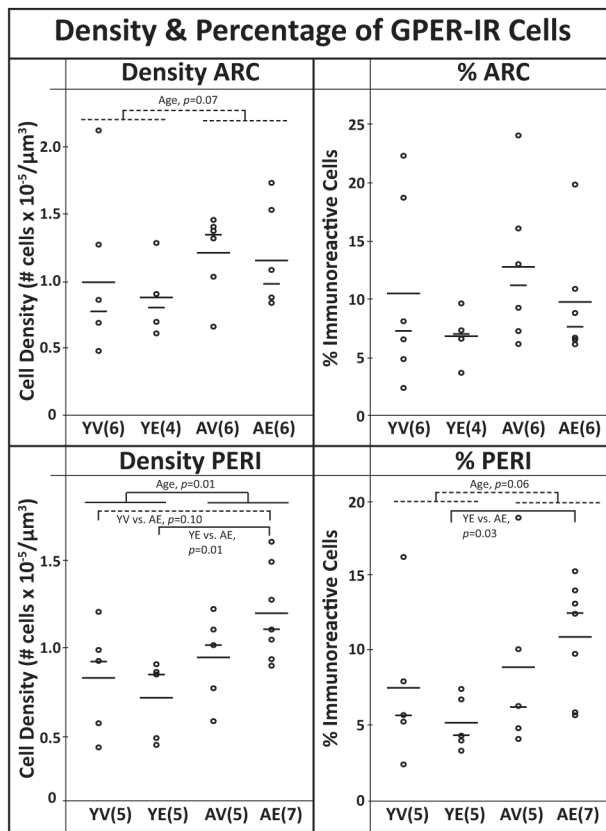 Density & Percentage of GPER-IR Cells
Density ARC
% ARC
Age, p=0.07
Cell Density (# cells x 10⁻⁵/µm³)
2.0
1.5
1.0
0.5
0
YV(6) YE(4) AV(6) AE(6)
% Immunoreactive Cells
25
20
15
10
5
0
YV(6) YE(4) AV(6) AE(6)
Density PERI
% PERI
Age, p=0.01
YV vs. AE, p=0.10
YE vs. AE,
p=0.01
Cell Density (# cells x 10⁻⁵/µm³)
1.5
1.0
0.5
0
YV(5) YE(5) AV(5) AE(7)
Age, p=0.06
YE vs. AE,
p=0.03
% Immunoreactive Cells
20
15
10
5
0
YV(5) YE(5) AV(5) AE(7)